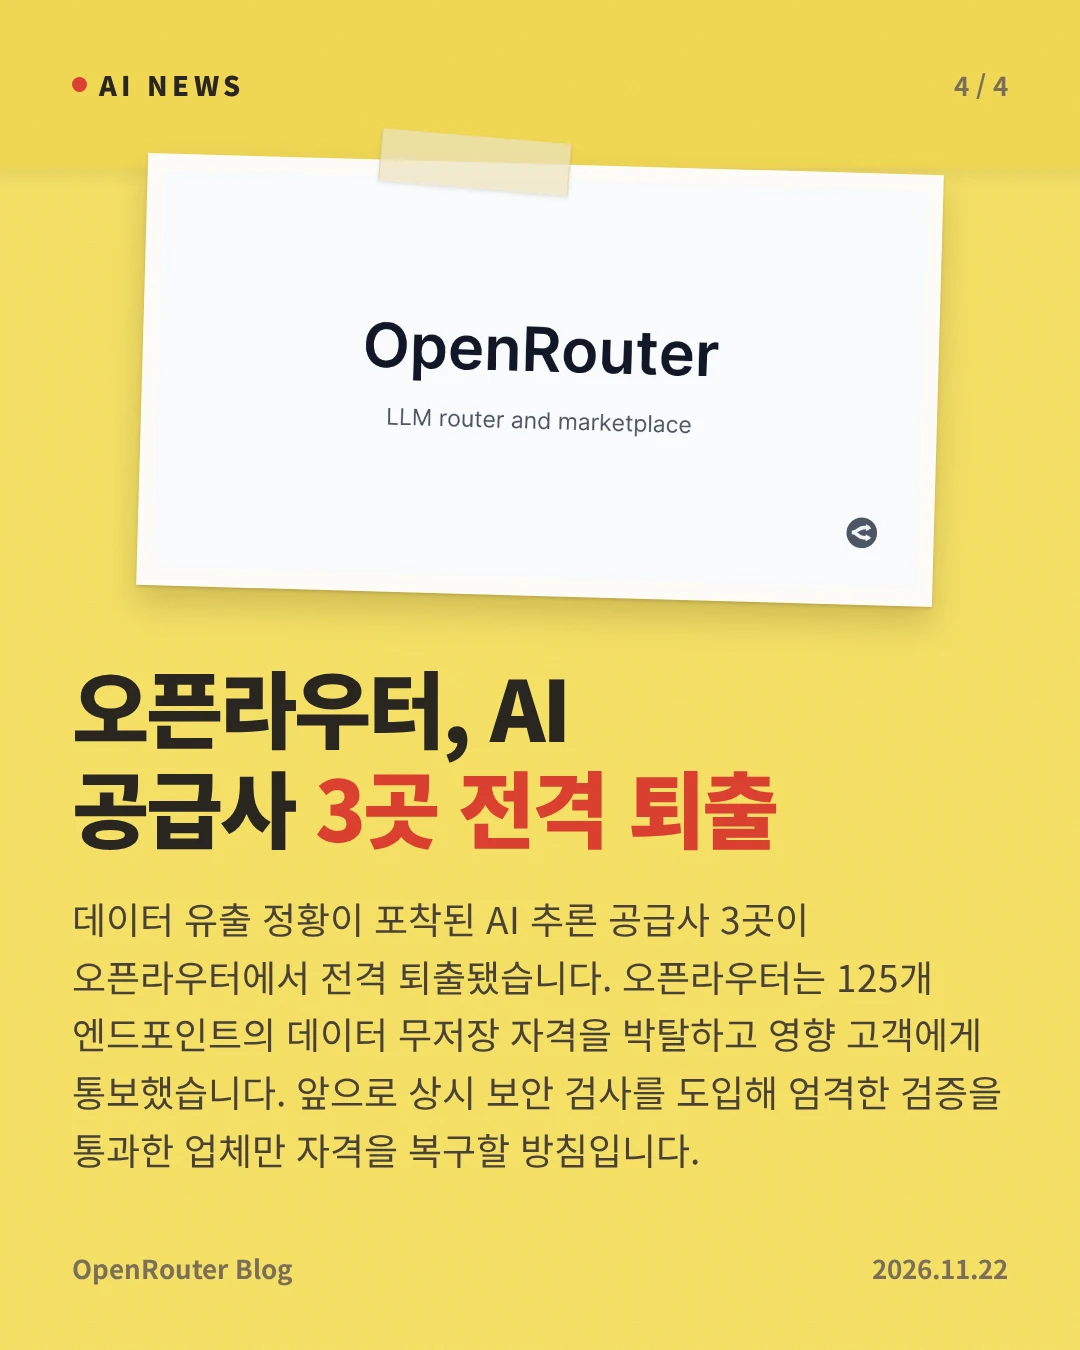 AI NEWS
4 / 4
OpenRouter
LLM router and marketplace
오픈라우터, AI
공급사 3곳 전격 퇴출
데이터 유출 정황이 포착된 AI 추론 공급사 3곳이
오픈라우터에서 전격 퇴출됐습니다. 오픈라우터는 125개
엔드포인트의 데이터 무저장 자격을 박탈하고 영향 고객에게
통보했습니다. 앞으로 상시 보안 검사를 도입해 엄격한 검증을
통과한 업체만 자격을 복구할 방침입니다.
OpenRouter Blog
2026.11.22